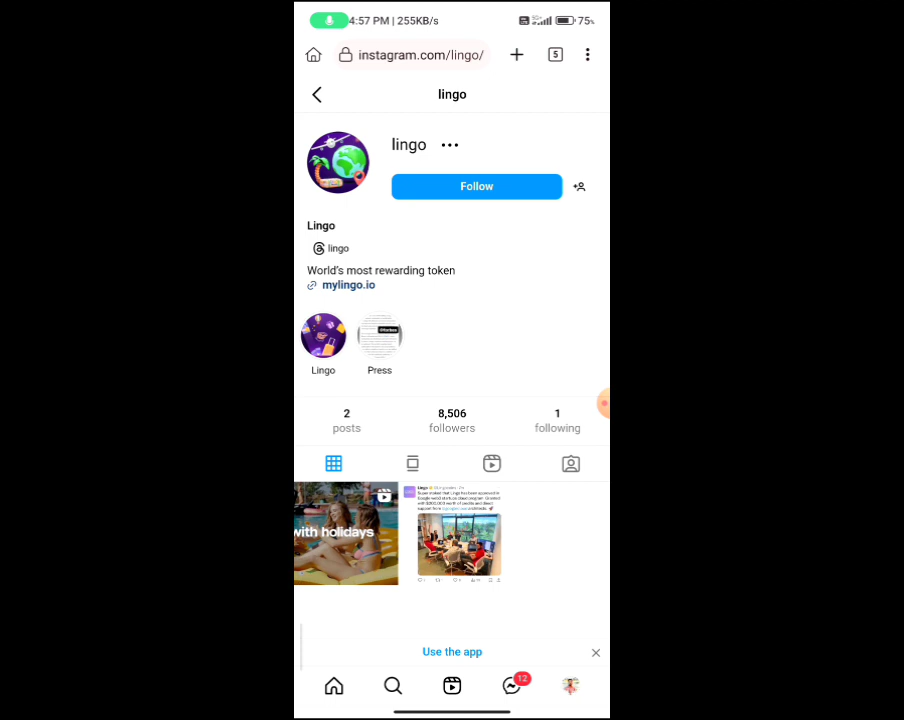 4:57 PM | 255KB/s
75%
instagram.com/lingo/
5
lingo
lingo
Follow
Lingo
lingo
World's most rewarding token
mylingo.io
Lingo
Press
2
posts
8,506
followers
1
following
with holidays
Use the app
12